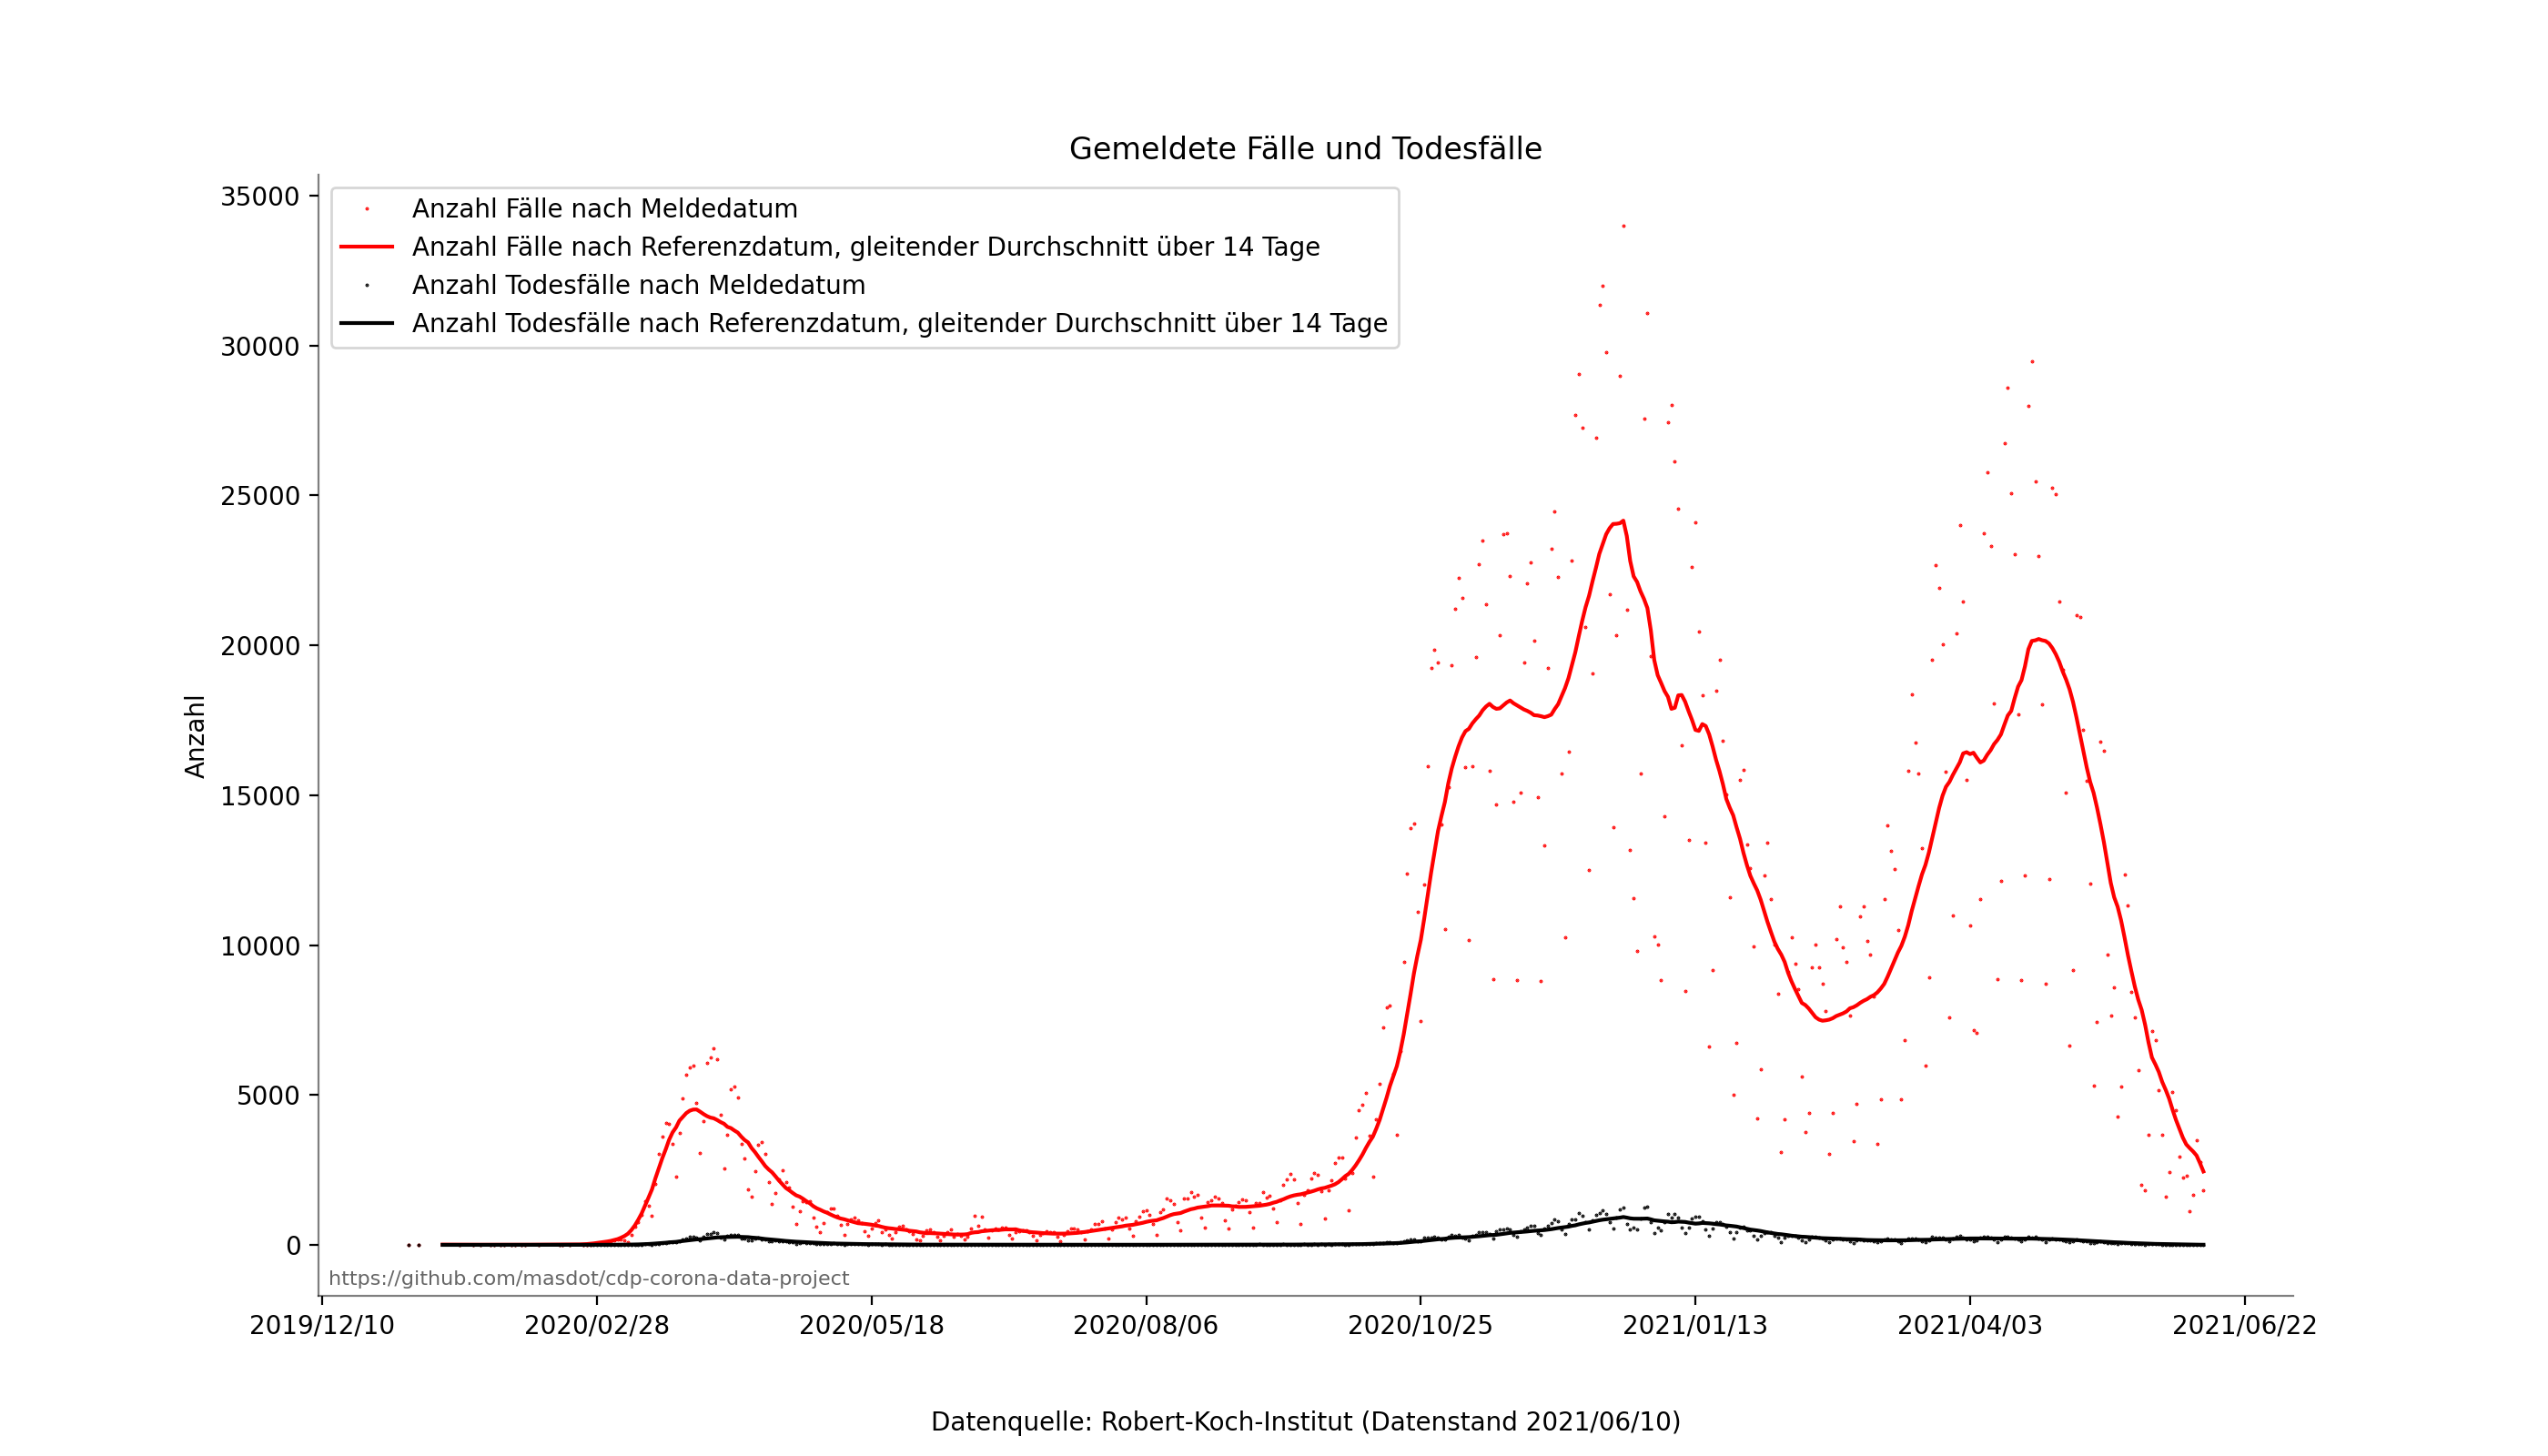 Gemeldete Fälle und Todesfälle
35000
30000
25000
20000
15000
10000
5000
0
Anzahl
Anzahl Fälle nach Meldedatum
Anzahl Fälle nach Referenzdatum, gleitender Durchschnitt über 14 Tage
Anzahl Todesfälle nach Meldedatum
Anzahl Todesfälle nach Referenzdatum, gleitender Durchschnitt über 14 Tage
https://github.com/masdot/cdp-corona-data-project
2019/12/10 2020/02/28 2020/05/18 2020/08/06 2020/10/25 2021/01/13 2021/04/03 2021/06/22
Datenquelle: Robert-Koch-Institut (Datenstand 2021/06/10)